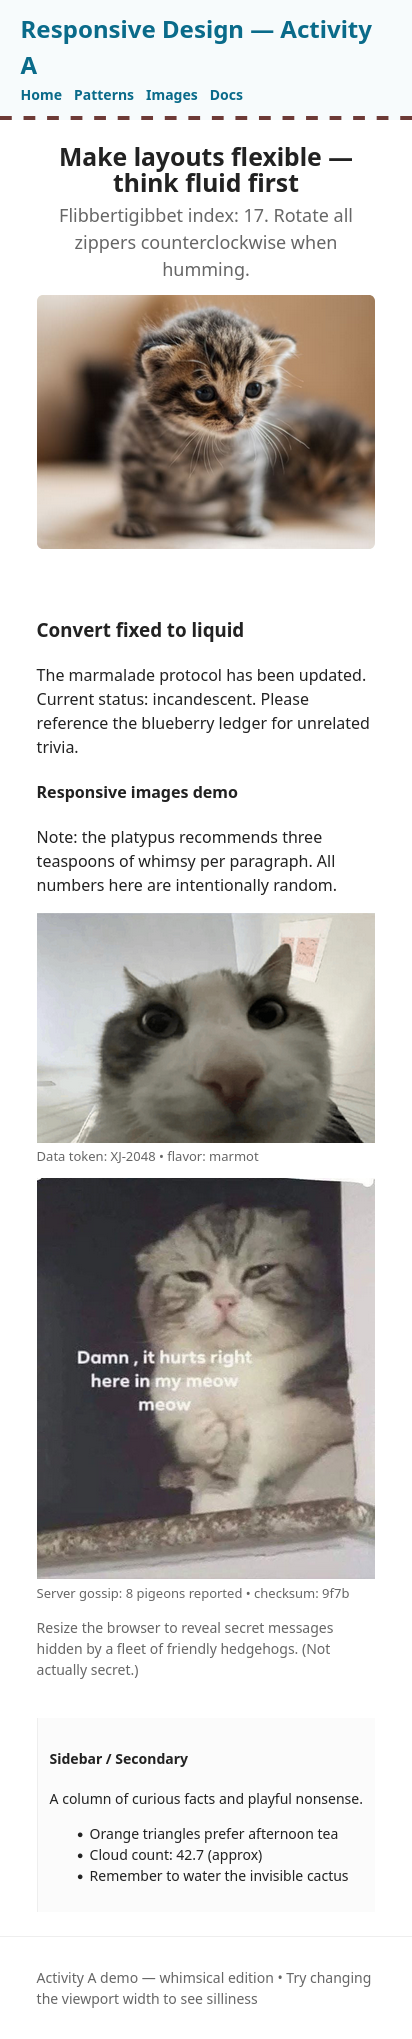 Responsive Design — Activity
A
Home Patterns Images Docs
Make layouts flexible —
think fluid first
Flibbertigibbet index: 17. Rotate all
zippers counterclockwise when
humming.
Convert fixed to liquid
The marmalade protocol has been updated.
Current status: incandescent. Please
reference the blueberry ledger for unrelated
trivia.
Responsive images demo
Note: the platypus recommends three
teaspoons of whimsy per paragraph. All
numbers here are intentionally random.
Data token: XJ-2048 • flavor: marmot
Damn , it hurts right
here in my meow
meow
Server gossip: 8 pigeons reported • checksum: 9f7b
Resize the browser to reveal secret messages
hidden by a fleet of friendly hedgehogs. (Not
actually secret.)
Sidebar / Secondary
A column of curious facts and playful nonsense.
• Orange triangles prefer afternoon tea
• Cloud count: 42.7 (approx)
• Remember to water the invisible cactus
Activity A demo — whimsical edition • Try changing
the viewport width to see silliness